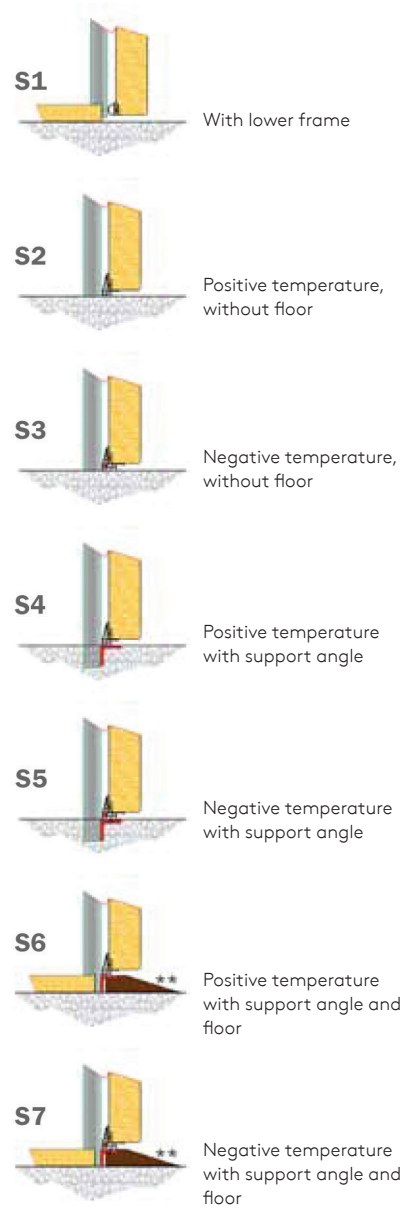 S1
With lower frame
S2
Positive temperature,
without floor
S3
Negative temperature,
without floor
S4
Positive temperature
with support angle
S5
Negative temperature
with support angle
S6
**
Positive temperature
with support angle and
floor
S7
**
Negative temperature
with support angle and
floor